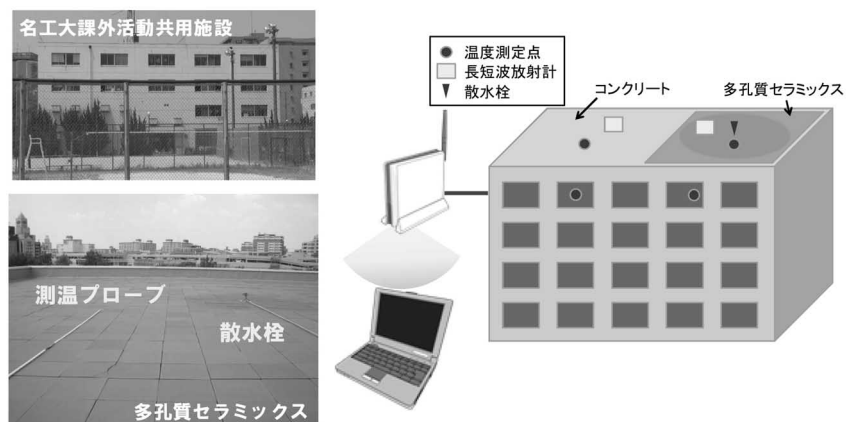 名工大課外活動共用施設
測温プローブ
散水栓
多孔質セラミックス
温度測定点
長短波放射計
散水栓
コンクリート
多孔質セラミックス